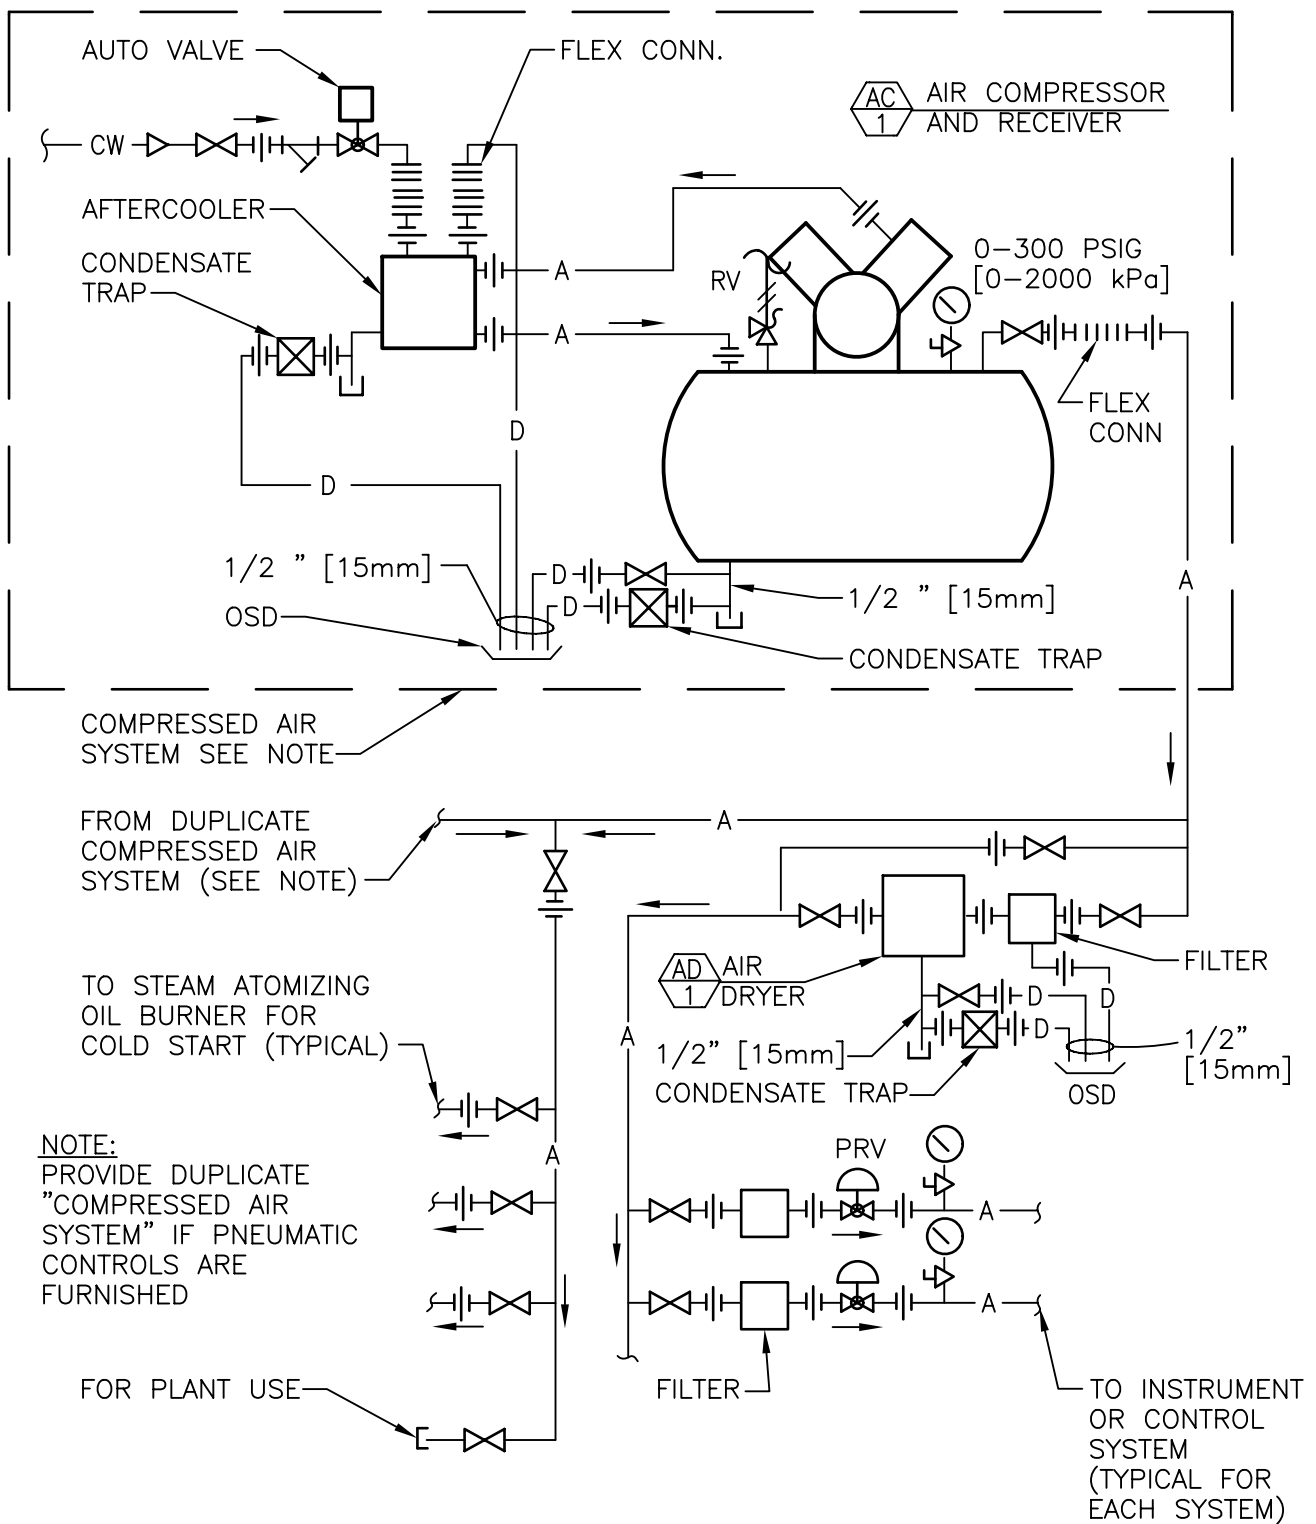 AUTO VALVE
FLEX CONN.
AC
1
AIR COMPRESSOR
AND RECEIVER
CW
AFTERCOOLER
CONDENSATE
TRAP
A
A
RV
0-300 PSIG
[0-2000 kPa]
FLEX
CONN
D
D
1/2 " [15mm]
OSD
D
D
1/2 " [15mm]
CONDENSATE TRAP
A
COMPRESSED AIR
SYSTEM SEE NOTE
FROM DUPLICATE
COMPRESSED AIR
SYSTEM (SEE NOTE)
A
FILTER
AD
1
AIR
DRYER
D
D
D
1/2" [15mm]
CONDENSATE TRAP
1/2"
[15mm]
OSD
TO STEAM ATOMIZING
OIL BURNER FOR
COLD START (TYPICAL)
A
A
NOTE:
PROVIDE DUPLICATE
"COMPRESSED AIR
SYSTEM" IF PNEUMATIC
CONTROLS ARE
FURNISHED
PRV
A
A
FOR PLANT USE
FILTER
TO INSTRUMENT
OR CONTROL
SYSTEM
(TYPICAL FOR
EACH SYSTEM)